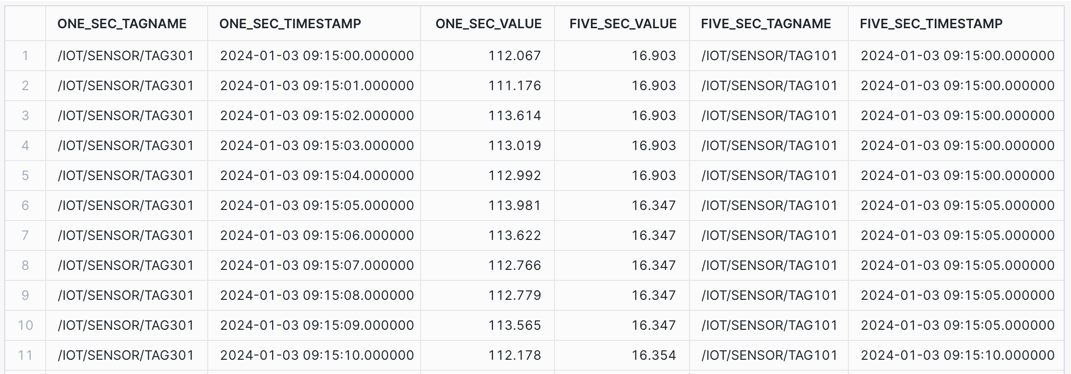 ONE_SEC_TAGNAME ONE_SEC_TIMESTAMP ONE_SEC_VALUE FIVE_SEC_VALUE FIVE_SEC_TAGNAME FIVE_SEC_TIMESTAMP
1 /IOT/SENSOR/TAG301 2024-01-03 09:15:00.000000 112.067 16.903 /IOT/SENSOR/TAG101 2024-01-03 09:15:00.000000
2 /IOT/SENSOR/TAG301 2024-01-03 09:15:01.000000 111.176 16.903 /IOT/SENSOR/TAG101 2024-01-03 09:15:00.000000
3 /IOT/SENSOR/TAG301 2024-01-03 09:15:02.000000 113.614 16.903 /IOT/SENSOR/TAG101 2024-01-03 09:15:00.000000
4 /IOT/SENSOR/TAG301 2024-01-03 09:15:03.000000 113.019 16.903 /IOT/SENSOR/TAG101 2024-01-03 09:15:00.000000
5 /IOT/SENSOR/TAG301 2024-01-03 09:15:04.000000 112.992 16.903 /IOT/SENSOR/TAG101 2024-01-03 09:15:00.000000
6 /IOT/SENSOR/TAG301 2024-01-03 09:15:05.000000 113.981 16.347 /IOT/SENSOR/TAG101 2024-01-03 09:15:05.000000
7 /IOT/SENSOR/TAG301 2024-01-03 09:15:06.000000 113.622 16.347 /IOT/SENSOR/TAG101 2024-01-03 09:15:05.000000
8 /IOT/SENSOR/TAG301 2024-01-03 09:15:07.000000 112.766 16.347 /IOT/SENSOR/TAG101 2024-01-03 09:15:05.000000
9 /IOT/SENSOR/TAG301 2024-01-03 09:15:08.000000 112.779 16.347 /IOT/SENSOR/TAG101 2024-01-03 09:15:05.000000
10 /IOT/SENSOR/TAG301 2024-01-03 09:15:09.000000 113.565 16.347 /IOT/SENSOR/TAG101 2024-01-03 09:15:05.000000
11 /IOT/SENSOR/TAG301 2024-01-03 09:15:10.000000 112.178 16.354 /IOT/SENSOR/TAG101 2024-01-03 09:15:10.000000